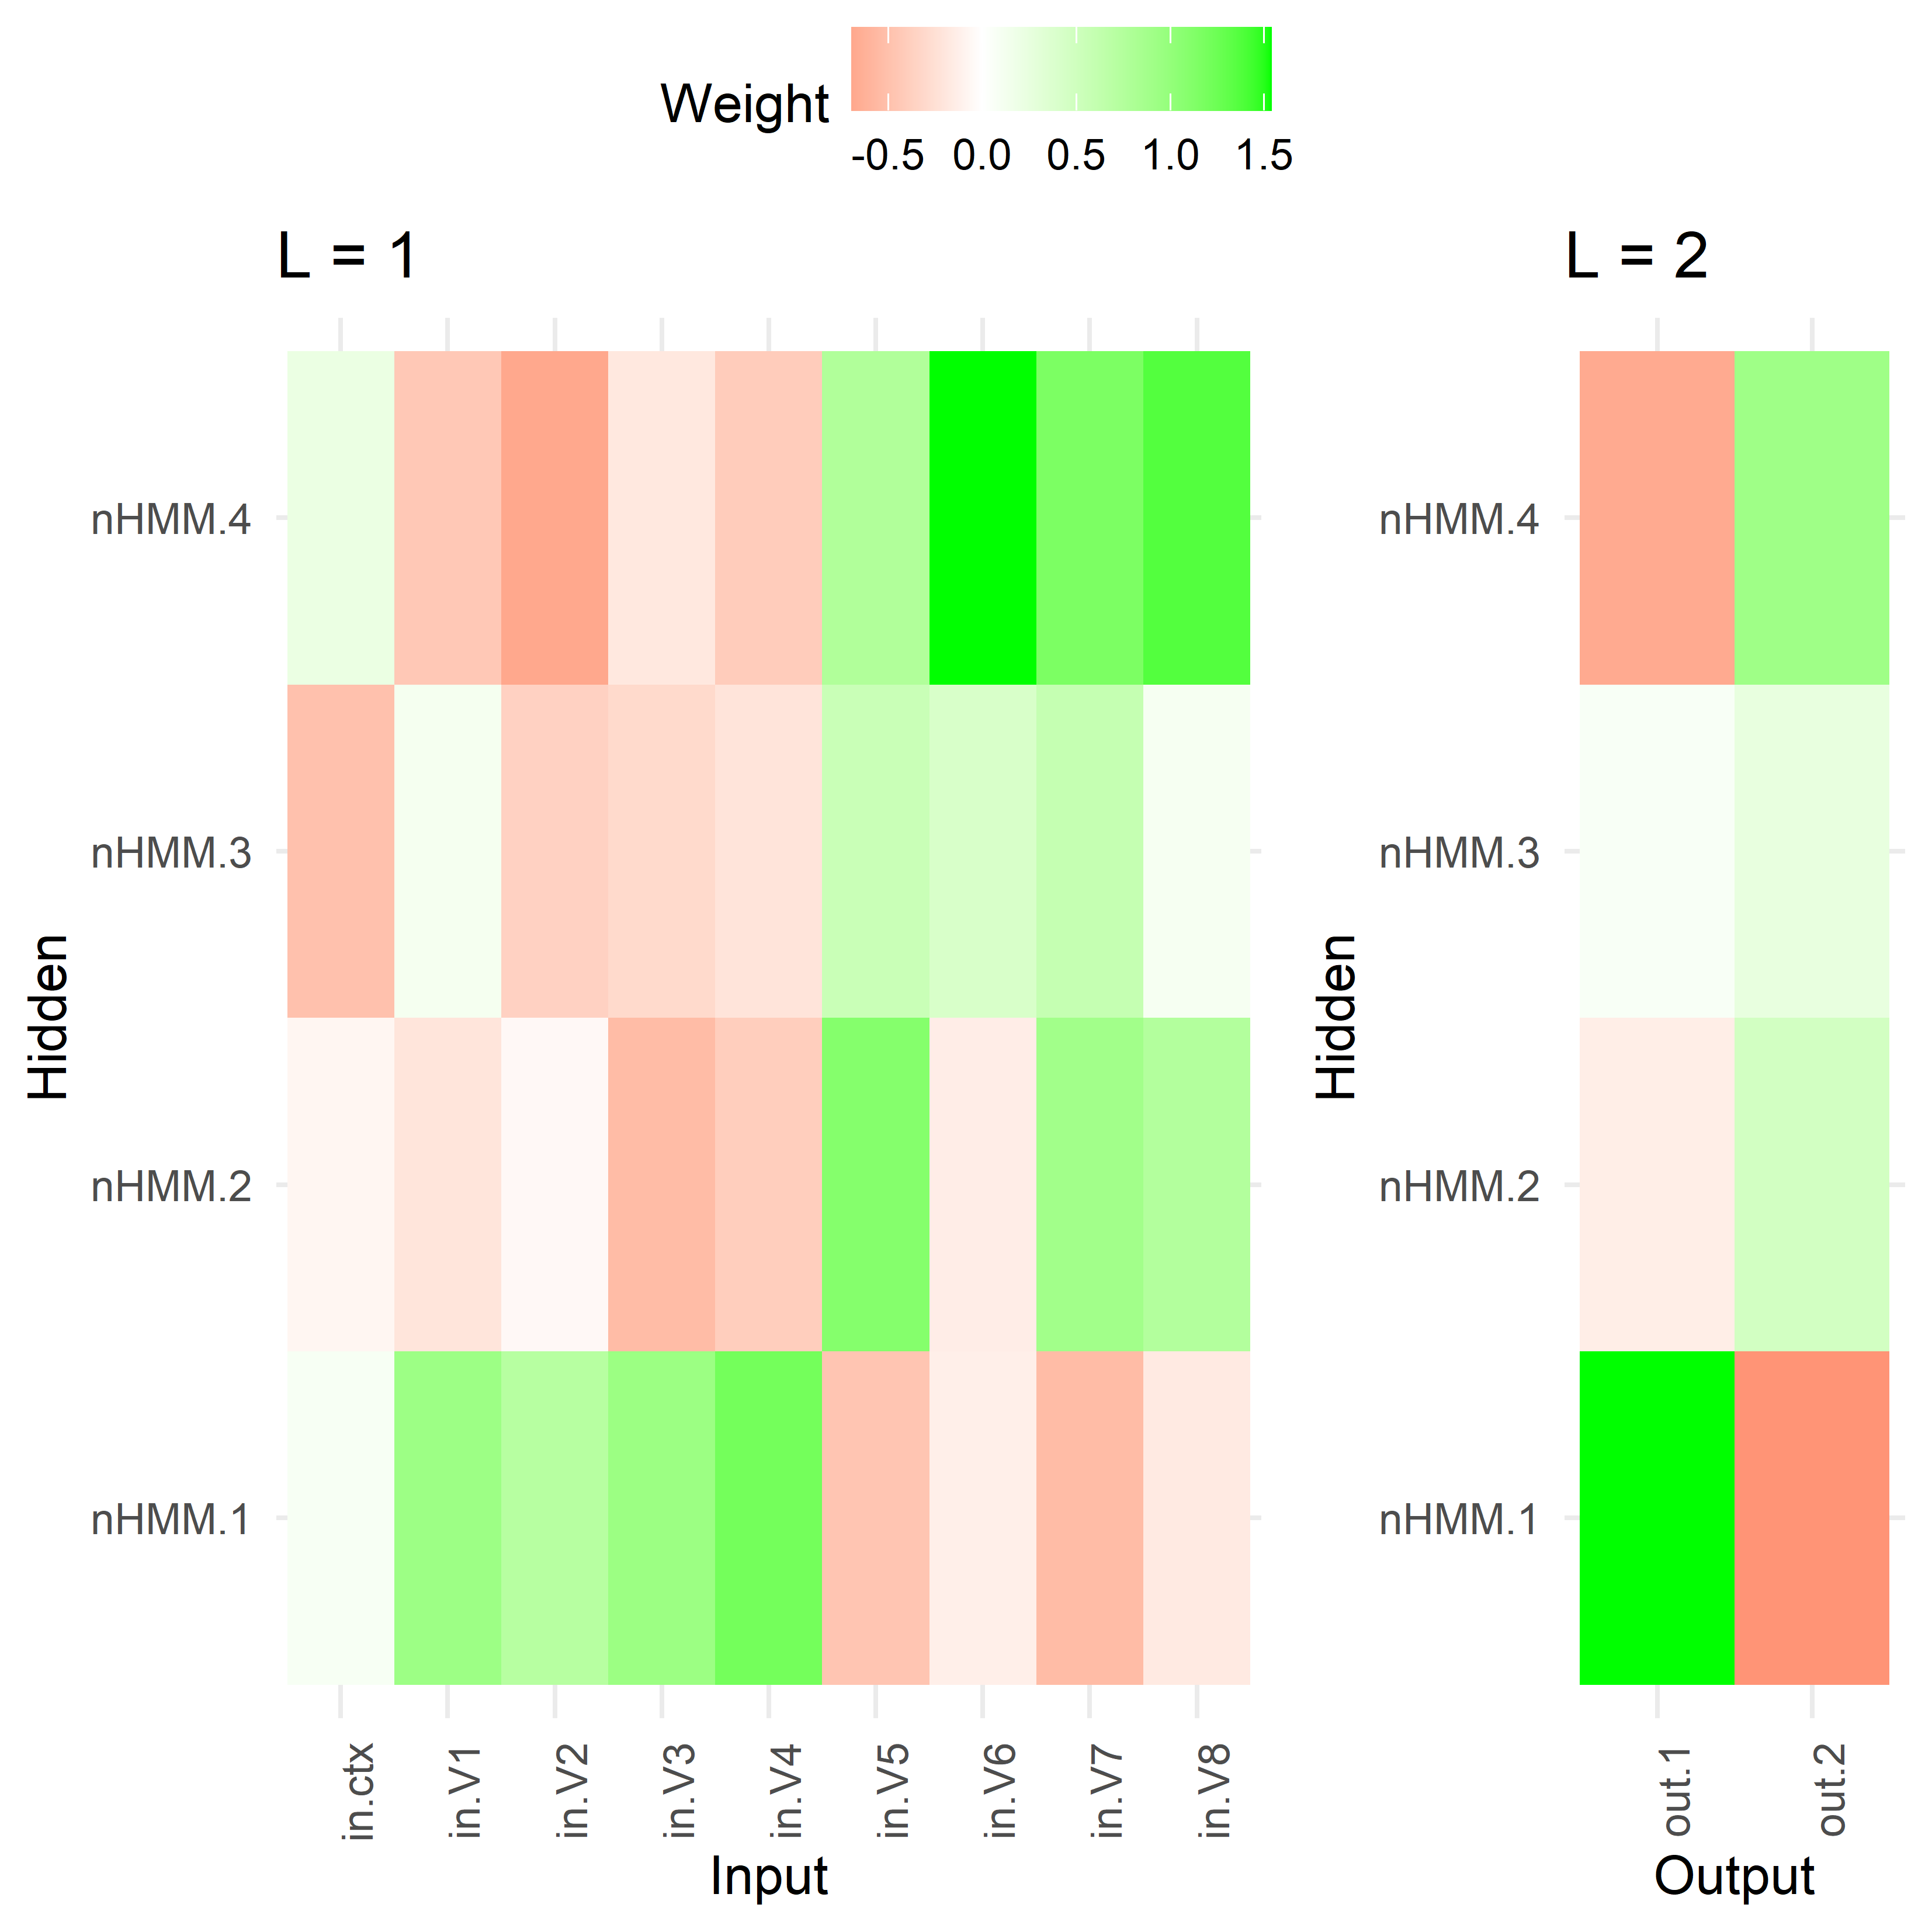 Weight
-0.5 0.0 0.5 1.0 1.5
L = 1
L = 2
Hidden
nHMM.4
nHMM.3
nHMM.2
nHMM.1
in.ctx in.V1 in.V2 in.V3 in.V4 in.V5 in.V6 in.V7 in.V8
Input
Hidden
nHMM.4
nHMM.3
nHMM.2
nHMM.1
out.1 out.2
Output